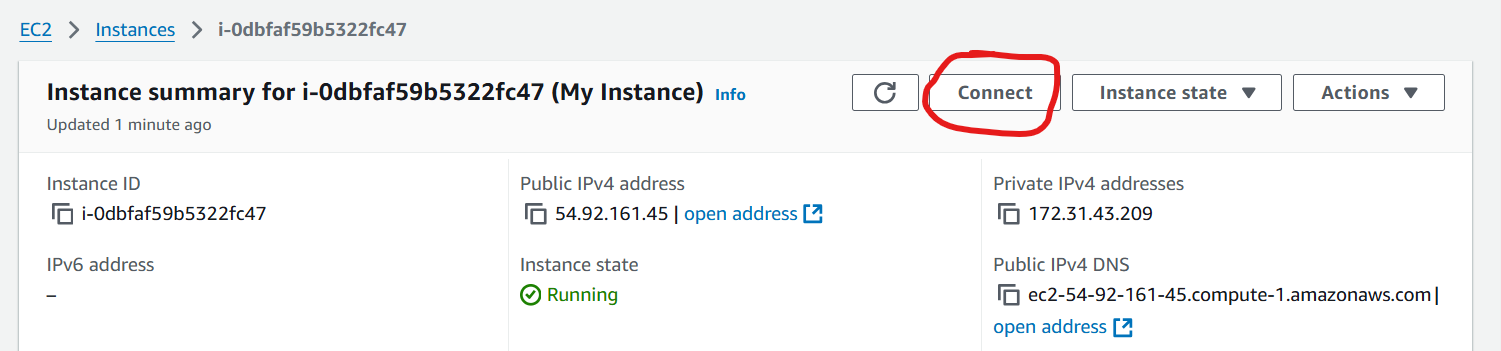 EC2 > Instances > i-0dbfaf59b5322fc47
Instance summary for i-0dbfaf59b5322fc47 (My Instance) Info
Connect
Instance state
Actions
Updated 1 minute ago
Instance ID
i-0dbfaf59b5322fc47
Public IPv4 address
54.92.161.45 | open address
Private IPv4 addresses
172.31.43.209
IPv6 address
–
Instance state
Running
Public IPv4 DNS
ec2-54-92-161-45.compute-1.amazonaws.com |
open address